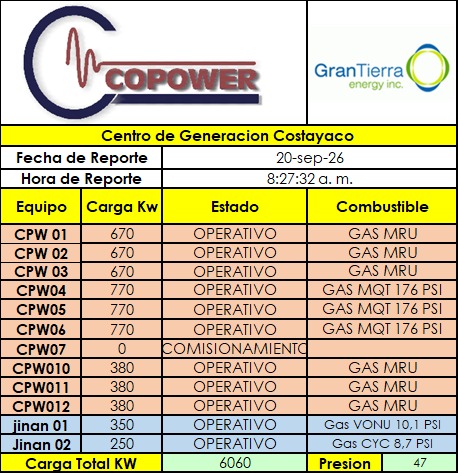 COPOWER
GranTierra
energy inc.
Centro de Generacion Costayaco
Fecha de Reporte 20-sep-26
Hora de Reporte 8:27:32 a. m.
Equipo Carga Kw Estado Combustible
CPW 01 670 OPERATIVO GAS MRU
CPW 02 670 OPERATIVO GAS MRU
CPW 03 670 OPERATIVO GAS MRU
CPW04 770 OPERATIVO GAS MQT 176 PSI
CPW05 770 OPERATIVO GAS MQT 176 PSI
CPW06 770 OPERATIVO GAS MQT 176 PSI
CPW07 0 COMISIONAMIENTO
CPW010 380 OPERATIVO GAS MRU
CPW011 380 OPERATIVO GAS MRU
CPW012 380 OPERATIVO GAS MRU
jinan 01 350 OPERATIVO Gas VONU 10,1 PSI
Jinan 02 250 OPERATIVO Gas CYC 8,7 PSI
Carga Total KW 6060 Presion 47